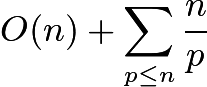 $O(n) + \sum_{p \leq n} \frac{n}{p}$